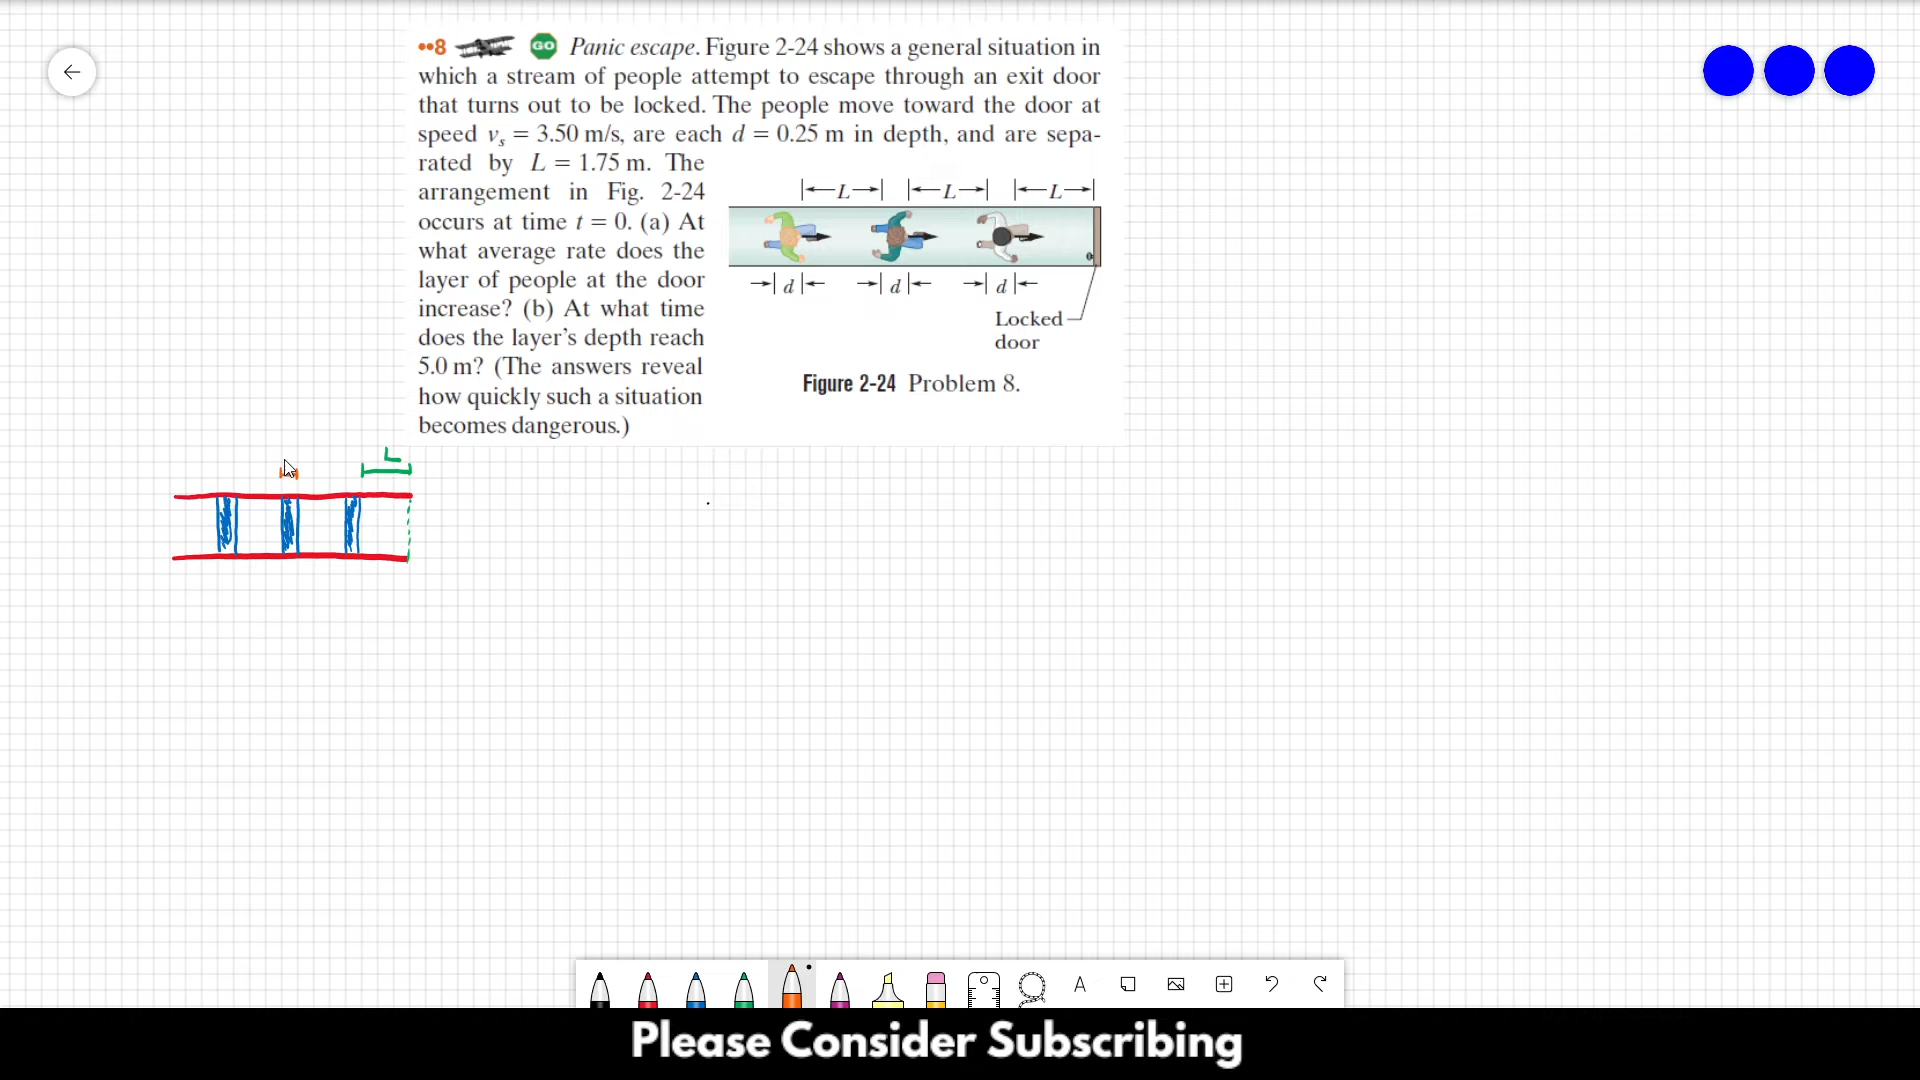 ••8 GO Panic escape. Figure 2-24 shows a general situation in
which a stream of people attempt to escape through an exit door
that turns out to be locked. The people move toward the door at
speed vs = 3.50 m/s, are each d = 0.25 m in depth, and are sepa-
rated by L = 1.75 m. The
arrangement in Fig. 2-24
occurs at time t = 0. (a) At
what average rate does the
layer of people at the door
increase? (b) At what time
does the layer's depth reach
5.0 m? (The answers reveal
how quickly such a situation
becomes dangerous.)
L L L
d d d
Locked
door
Figure 2-24 Problem 8.
L
A
Please Consider Subscribing